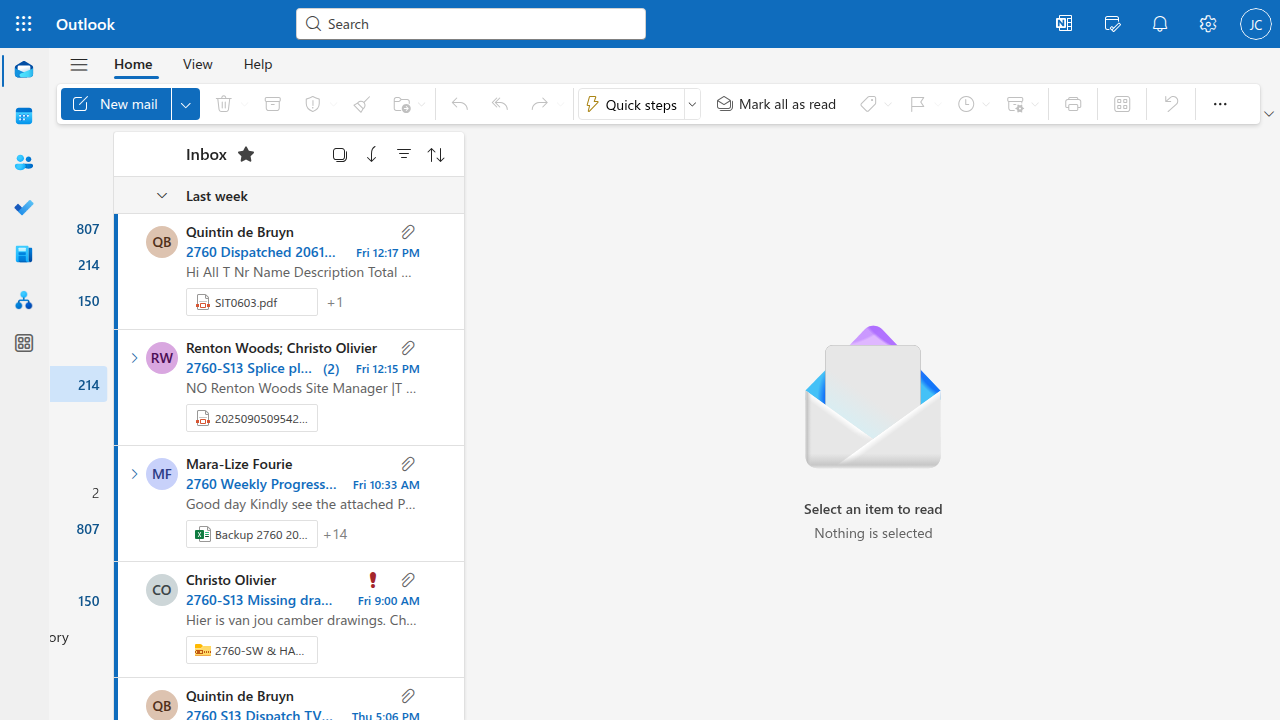 Outlook
Search
JC
Home View Help
New mail
Quick steps
Mark all as read
Inbox
Last week
807
214
150
214
2
807
150
ory
QB
Quintin de Bruyn
2760 Dispatched 2061... Fri 12:17 PM
Hi All T Nr Name Description Total ...
SIT0603.pdf +1
RW
Renton Woods; Christo Olivier
2760-S13 Splice pl... (2) Fri 12:15 PM
NO Renton Woods Site Manager |T ...
2025090509542...
MF
Mara-Lize Fourie
2760 Weekly Progress... Fri 10:33 AM
Good day Kindly see the attached P...
Backup 2760 20... +14
CO
Christo Olivier
2760-S13 Missing dra... Fri 9:00 AM
Hier is van jou camber drawings. Ch...
2760-SW & HA...
QB
Quintin de Bruyn
2760 S13 Dispatch TV... Thu 5:06 PM
Select an item to read
Nothing is selected